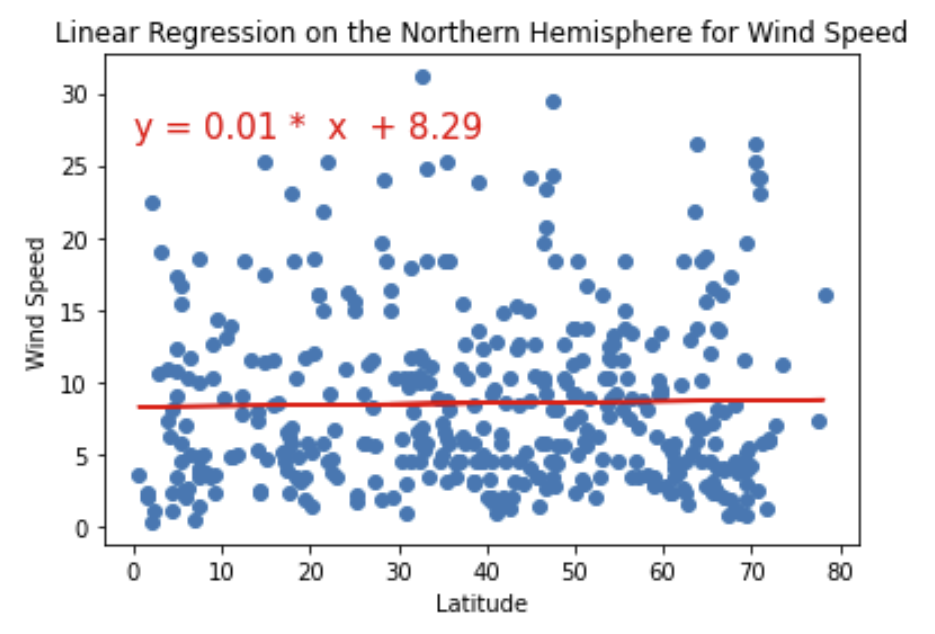 Linear Regression on the Northern Hemisphere for Wind Speed
y = 0.01 * x + 8.29
Wind Speed
30
25
20
15
10
5
0
0 10 20 30 40 50 60 70 80
Latitude